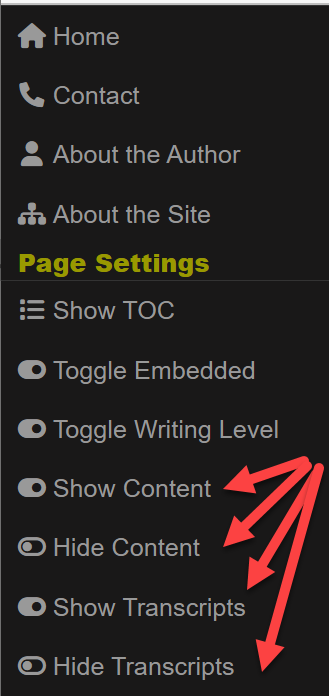 Home
Contact
About the Author
About the Site
Page Settings
Show TOC
Toggle Embedded
Toggle Writing Level
Show Content
Hide Content
Show Transcripts
Hide Transcripts